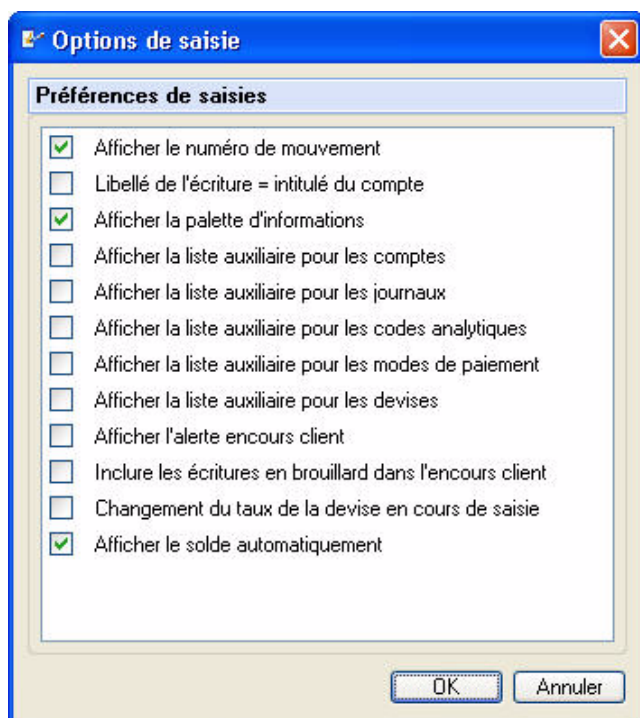 Options de saisie
Préférences de saisies
Afficher le numéro de mouvement
Libellé de l'écriture = intitulé du compte
Afficher la palette d'informations
Afficher la liste auxiliaire pour les comptes
Afficher la liste auxiliaire pour les journaux
Afficher la liste auxiliaire pour les codes analytiques
Afficher la liste auxiliaire pour les modes de paiement
Afficher la liste auxiliaire pour les devises
Afficher l'alerte encours client
Inclure les écritures en brouillard dans l'encours client
Changement du taux de la devise en cours de saisie
Afficher le solde automatiquement
OK Annuler